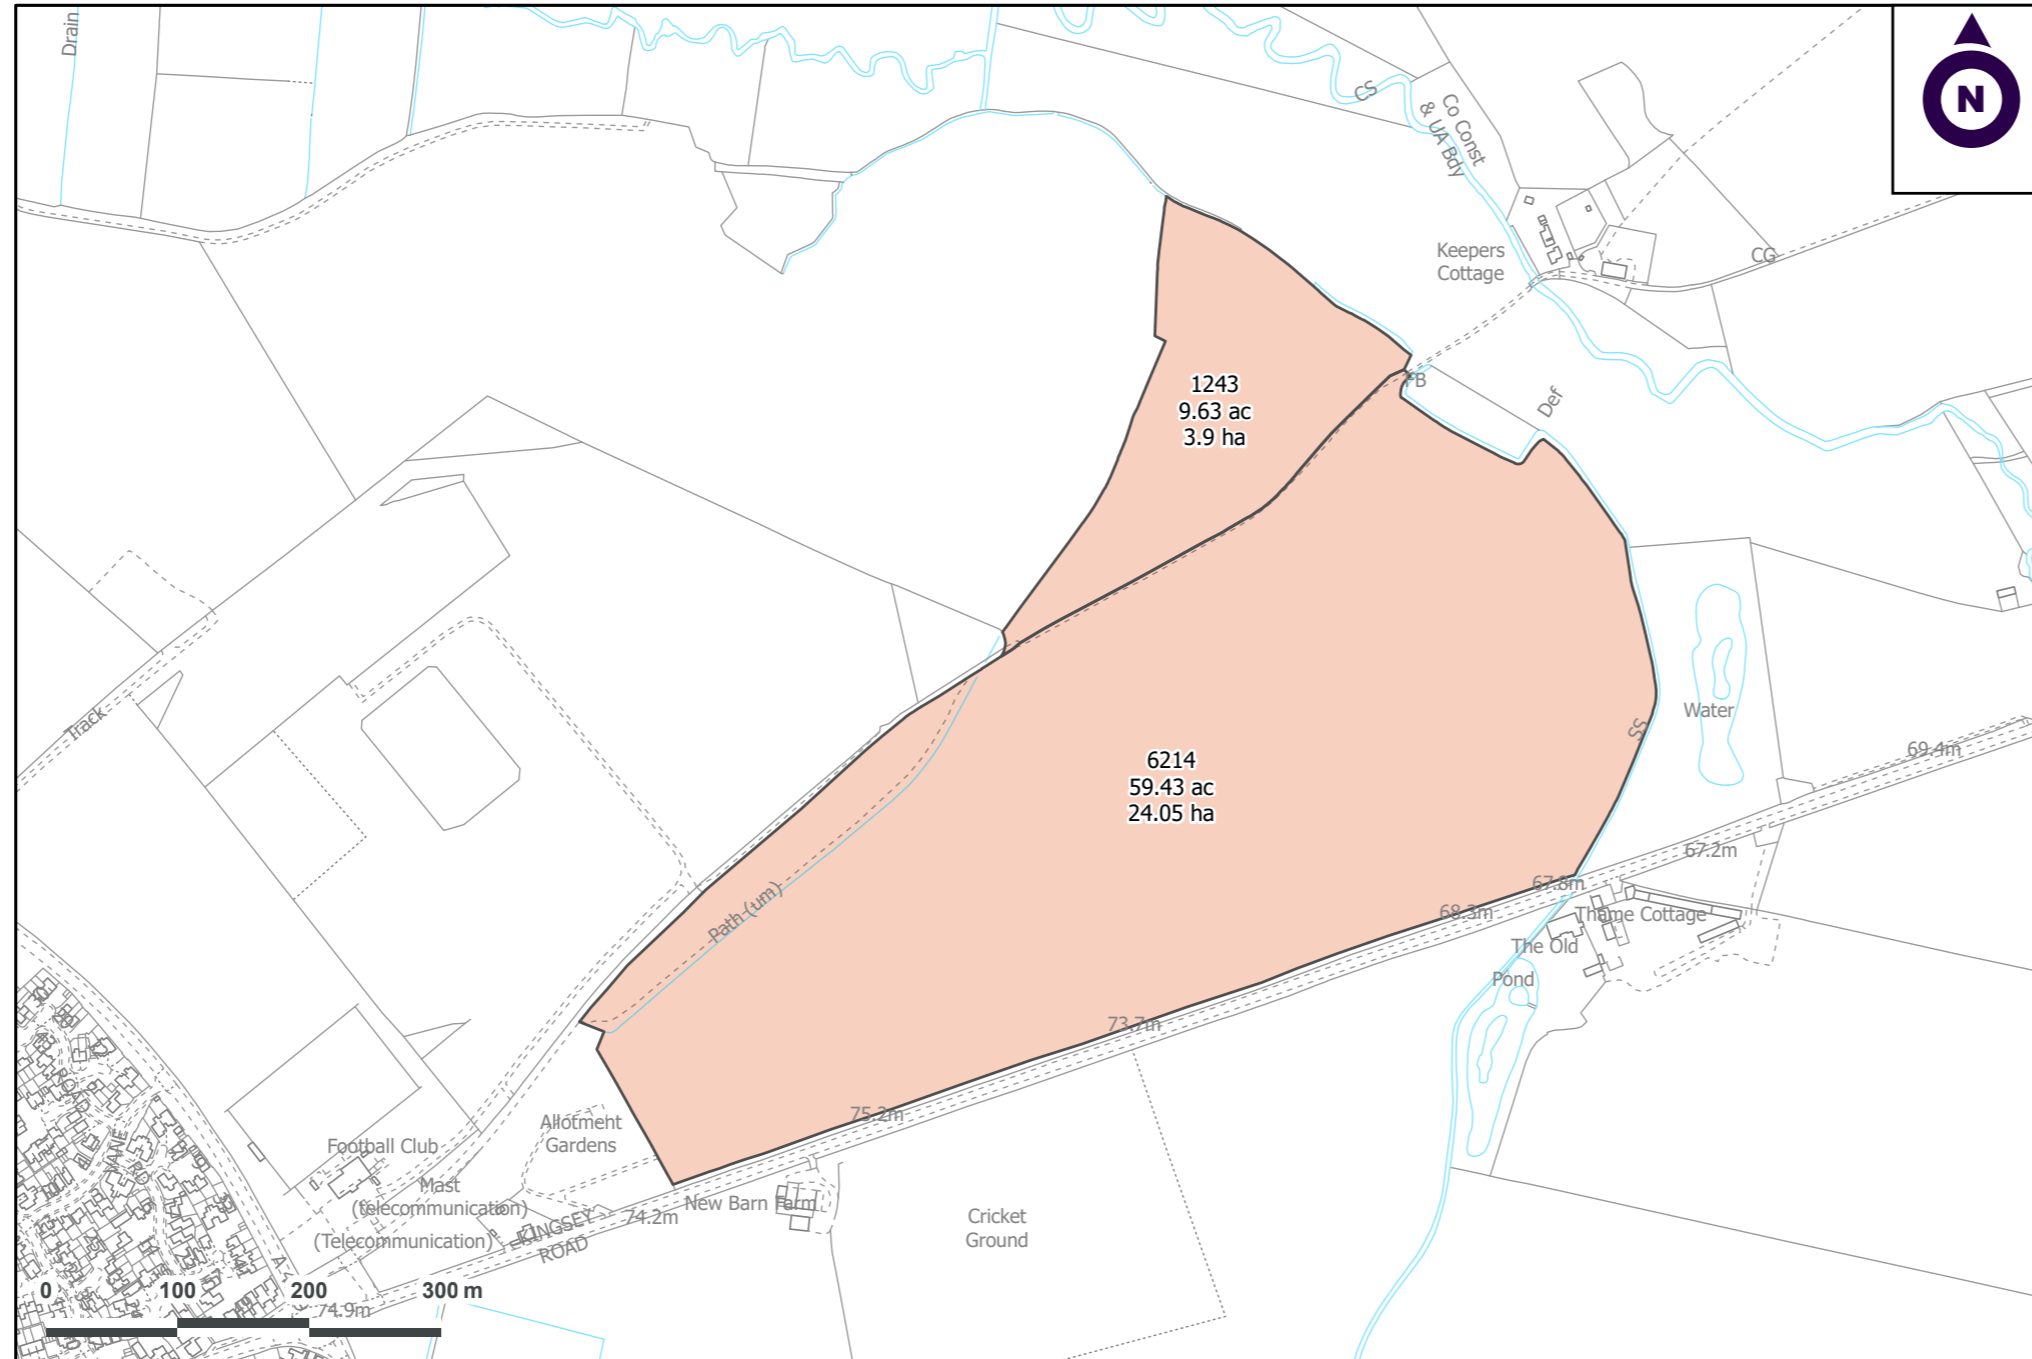 Drain
N
CS
Co Const
& UA Bdy
Keepers
Cottage
CG
1243
9.63 ac
3.9 ha
FB
Def
Track
6214
59.43 ac
24.05 ha
SS
Water
69.4m
67.2m
67.8m
68.3m
Thame Cottage
The Old
Pond
Path (um)
73.7m
75.2m
Allotment
Gardens
Football Club
Mast
(telecommunication)
(Telecommunication)
KINGSEY
ROAD
74.2m
New Barn Farm
Cricket
Ground
ROAD
LANE
0 100 200 300 m
74.9m